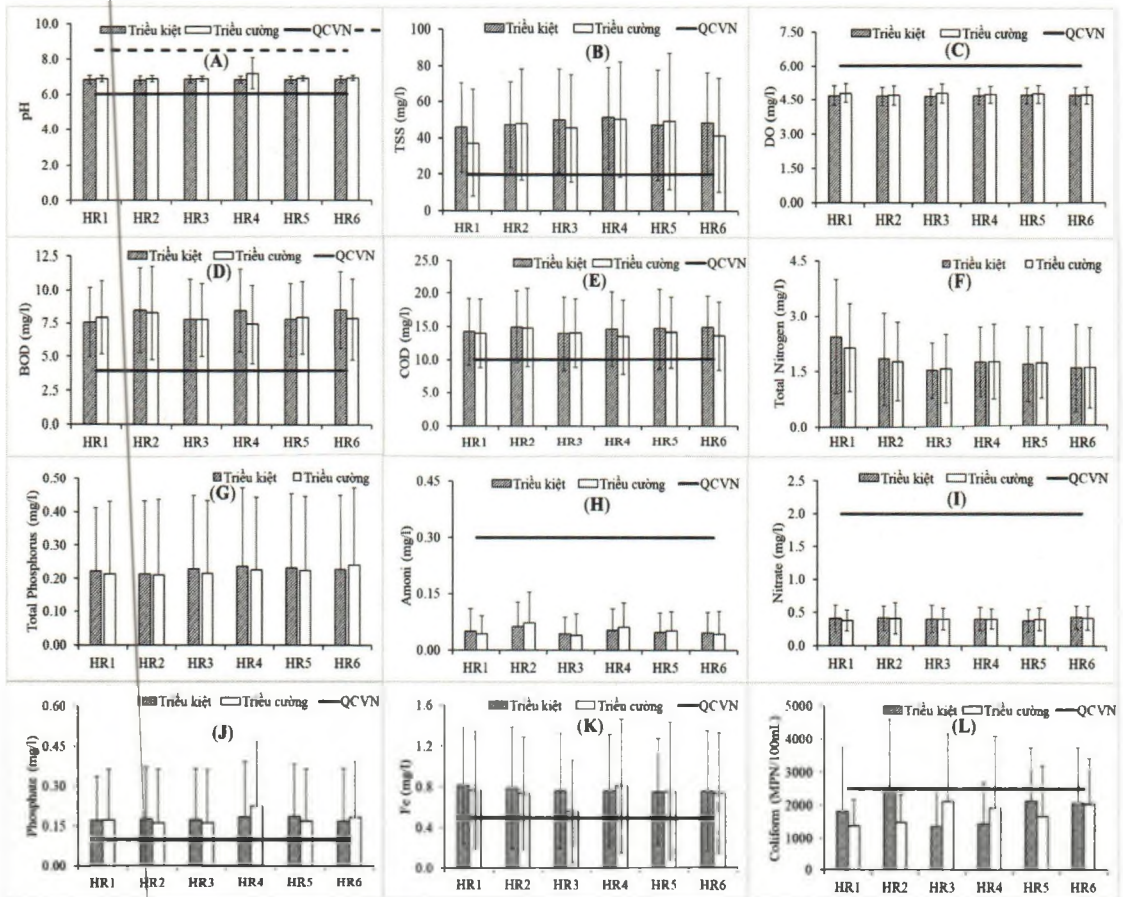 Triều kiệt Triều cường QCVN
(A)
pH
10.0
8.0
6.0
4.0
2.0
0.0
HR1 HR2 HR3 HR4 HR5 HR6
Triều kiệt Triều cường QCVN
(B)
TSS (mg/l)
100
80
60
40
20
0
HR1 HR2 HR3 HR4 HR5 HR6
Triều kiệt Triều cường QCVN
(C)
DO (mg/l)
7.50
6.00
4.50
3.00
1.50
0.00
HR1 HR2 HR3 HR4 HR5 HR6
Triều kiệt Triều cường QCVN
(D)
BOD (mg/l)
12.5
10.0
7.5
5.0
2.5
0.0
HR1 HR2 HR3 HR4 HR5 HR6
Triều kiệt Triều cường QCVN
(E)
COD (mg/l)
25.0
20.0
15.0
10.0
5.0
0.0
HR1 HR2 HR3 HR4 HR5 HR6
Triều kiệt Triều cường
(F)
Total Nitrogen (mg/l)
4.5
3.0
1.5
0.0
HR1 HR2 HR3 HR4 HR5 HR6
Triều kiệt Triều cường
(G)
Total Phosphorus (mg/l)
0.50
0.40
0.30
0.20
0.10
0.00
HR1 HR2 HR3 HR4 HR5 HR6
Triều kiệt Triều cường QCVN
(H)
Amoni (mg/l)
0.45
0.30
0.15
0.00
HR1 HR2 HR3 HR4 HR5 HR6
Triều kiệt Triều cường QCVN
(I)
Nitrate (mg/l)
2.5
2.0
1.5
1.0
0.5
0.0
HR1 HR2 HR3 HR4 HR5 HR6
Triều kiệt Triều cường QCVN
(J)
Phosphate (mg/l)
0.60
0.45
0.30
0.15
0.00
HR1 HR2 HR3 HR4 HR5 HR6
Triều kiệt Triều cường QCVN
(K)
Fe (mg/l)
1.6
1.2
0.8
0.4
0.0
HR1 HR2 HR3 HR4 HR5 HR6
Triều kiệt Triều cường QCVN
(L)
Coliform (MPN/100mL)
5000
4000
3000
2000
1000
0
HR1 HR2 HR3 HR4 HR5 HR6